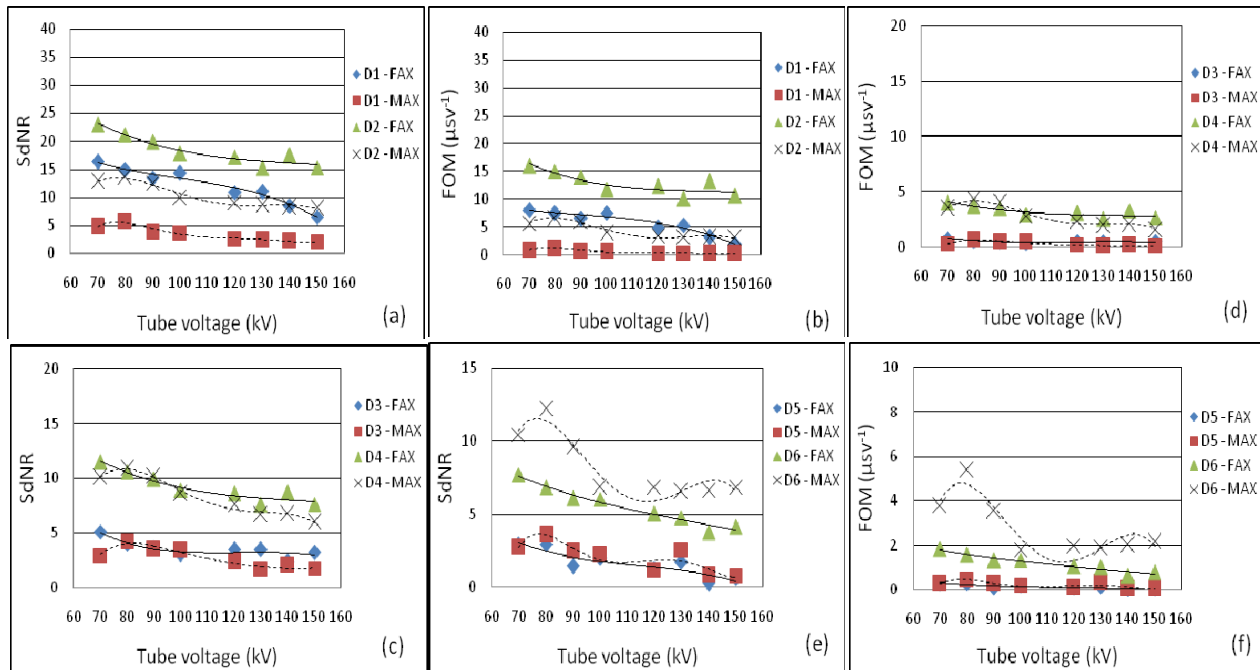 40
35
30
25
20
15
10
5
0
SdNR
60 70 80 90 100 110 120 130 140 150 160
Tube voltage (kV)
D1 - FAX
D1 - MAX
D2 - FAX
D2 - MAX
(a)
40
35
30
25
20
15
10
5
0
FOM (μsv⁻¹)
60 70 80 90 100 110 120 130 140 150 160
Tube voltage (kV)
D1 - FAX
D1 - MAX
D2 - FAX
D2 - MAX
(b)
20
15
10
5
0
FOM (μsv⁻¹)
60 70 80 90 100 110 120 130 140 150 160
Tube voltage (kV)
D3 - FAX
D3 - MAX
D4 - FAX
D4 - MAX
(d)
20
15
10
5
0
SdNR
60 70 80 90 100 110 120 130 140 150 160
Tube voltage (kV)
D3 - FAX
D3 - MAX
D4 - FAX
D4 - MAX
(c)
15
10
5
0
SdNR
60 70 80 90 100 110 120 130 140 150 160
Tube voltage (kV)
D5 - FAX
D5 - MAX
D6 - FAX
D6 - MAX
(e)
10
8
6
4
2
0
FOM (μsv⁻¹)
60 70 80 90 100 110 120 130 140 150 160
Tube voltage (kV)
D5 - FAX
D5 - MAX
D6 - FAX
D6 - MAX
(f)